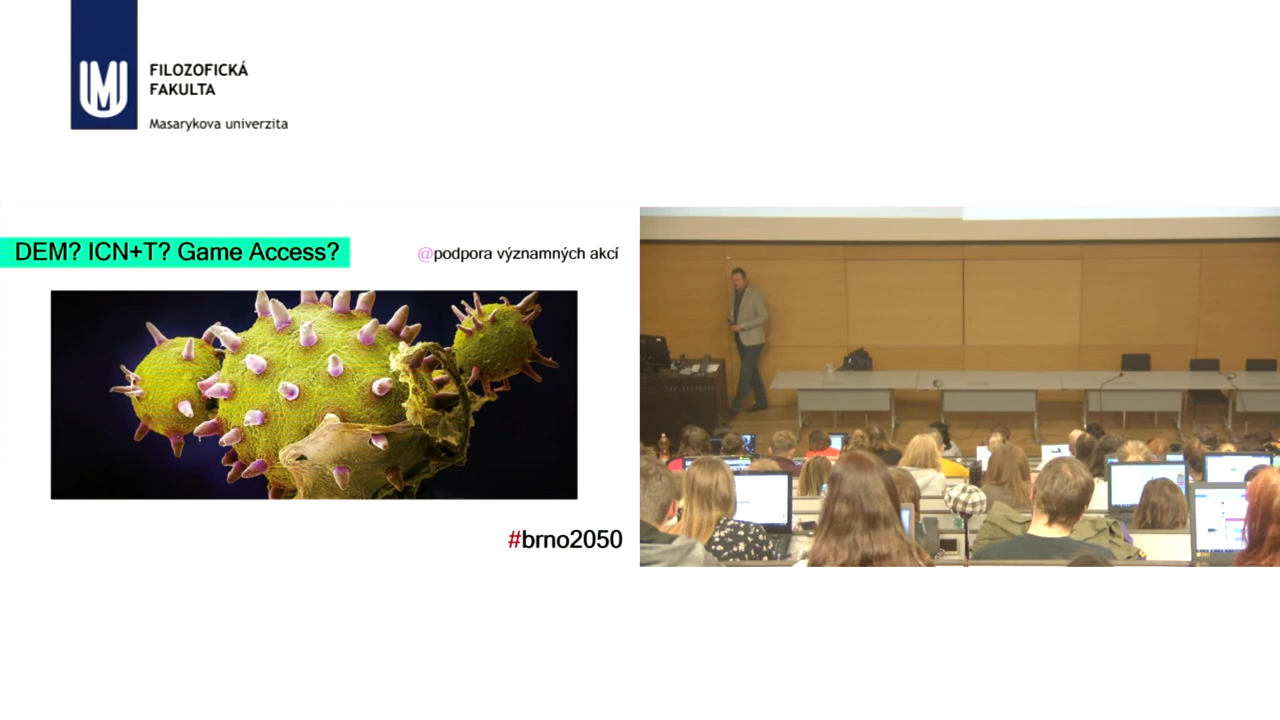 FILOZOFICKÁ
FAKULTA
Masarykova univerzita
DEM? ICN+T? Game Access?
@podpora významných akcí
#brno2050